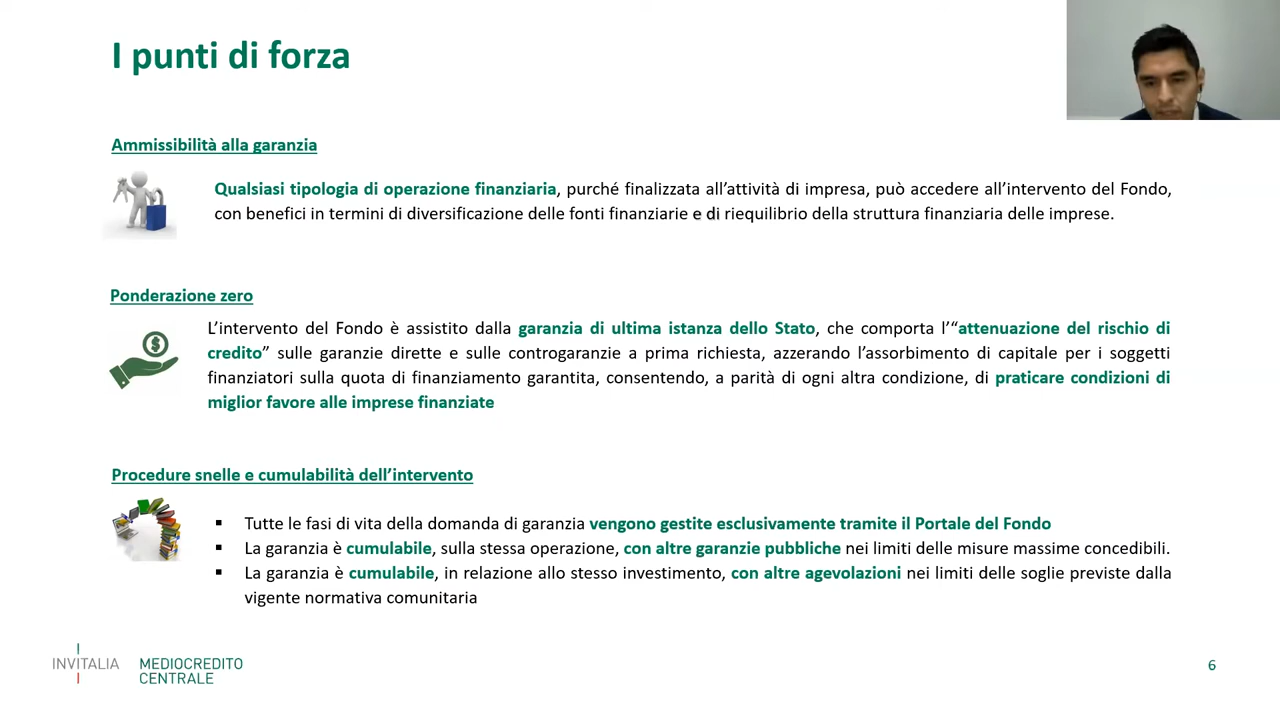 I punti di forza
Ammissibilità alla garanzia
Qualsiasi tipologia di operazione finanziaria, purché finalizzata all’attività di impresa, può accedere all’intervento del Fondo,
con benefici in termini di diversificazione delle fonti finanziarie e di riequilibrio della struttura finanziaria delle imprese.
Ponderazione zero
L’intervento del Fondo è assistito dalla garanzia di ultima istanza dello Stato, che comporta l’“attenuazione del rischio di
credito” sulle garanzie dirette e sulle controgaranzie a prima richiesta, azzerando l’assorbimento di capitale per i soggetti
finanziatori sulla quota di finanziamento garantita, consentendo, a parità di ogni altra condizione, di praticare condizioni di
miglior favore alle imprese finanziate
Procedure snelle e cumulabilità dell’intervento
▪ Tutte le fasi di vita della domanda di garanzia vengono gestite esclusivamente tramite il Portale del Fondo
▪ La garanzia è cumulabile, sulla stessa operazione, con altre garanzie pubbliche nei limiti delle misure massime concedibili.
▪ La garanzia è cumulabile, in relazione allo stesso investimento, con altre agevolazioni nei limiti delle soglie previste dalla
vigente normativa comunitaria
INVITALIA
MEDIOCREDITO
CENTRALE
6